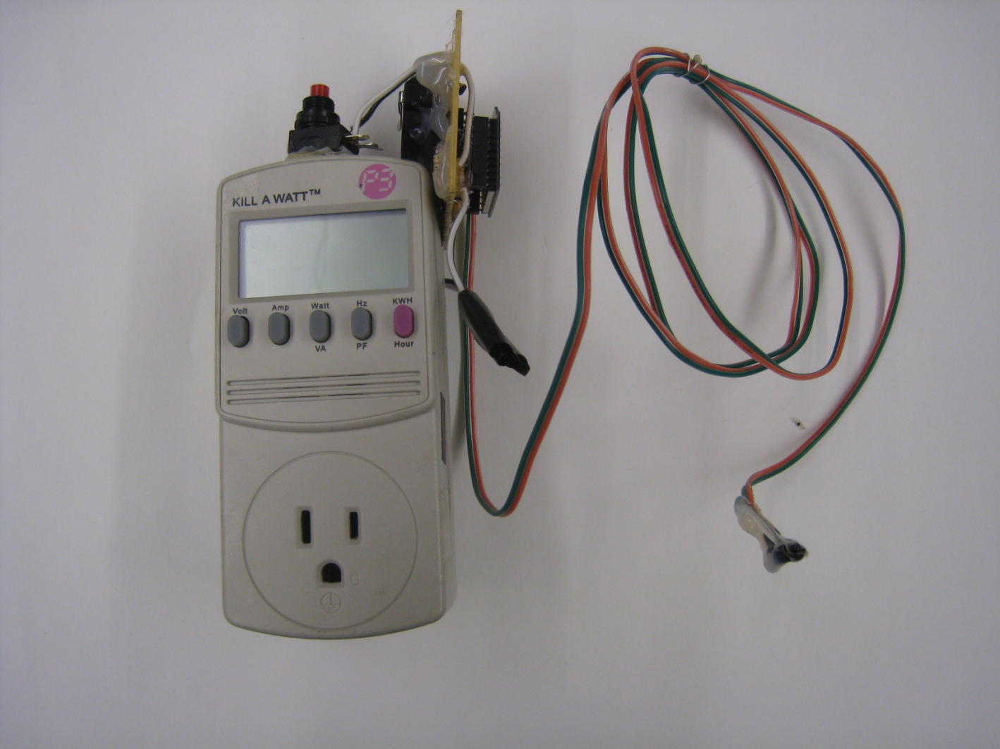 P3
KILL A WATT™
Volt Amp Watt Hz KWH
VA PF Hour
G